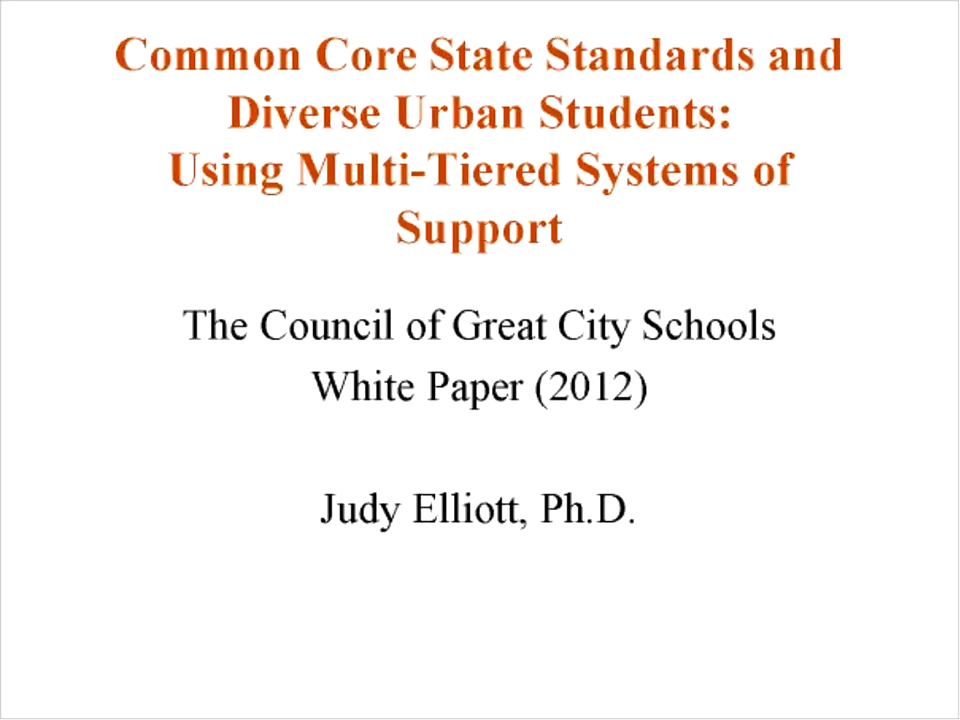 Common Core State Standards and
Diverse Urban Students:
Using Multi-Tiered Systems of
Support
The Council of Great City Schools
White Paper (2012)
Judy Elliott, Ph.D.